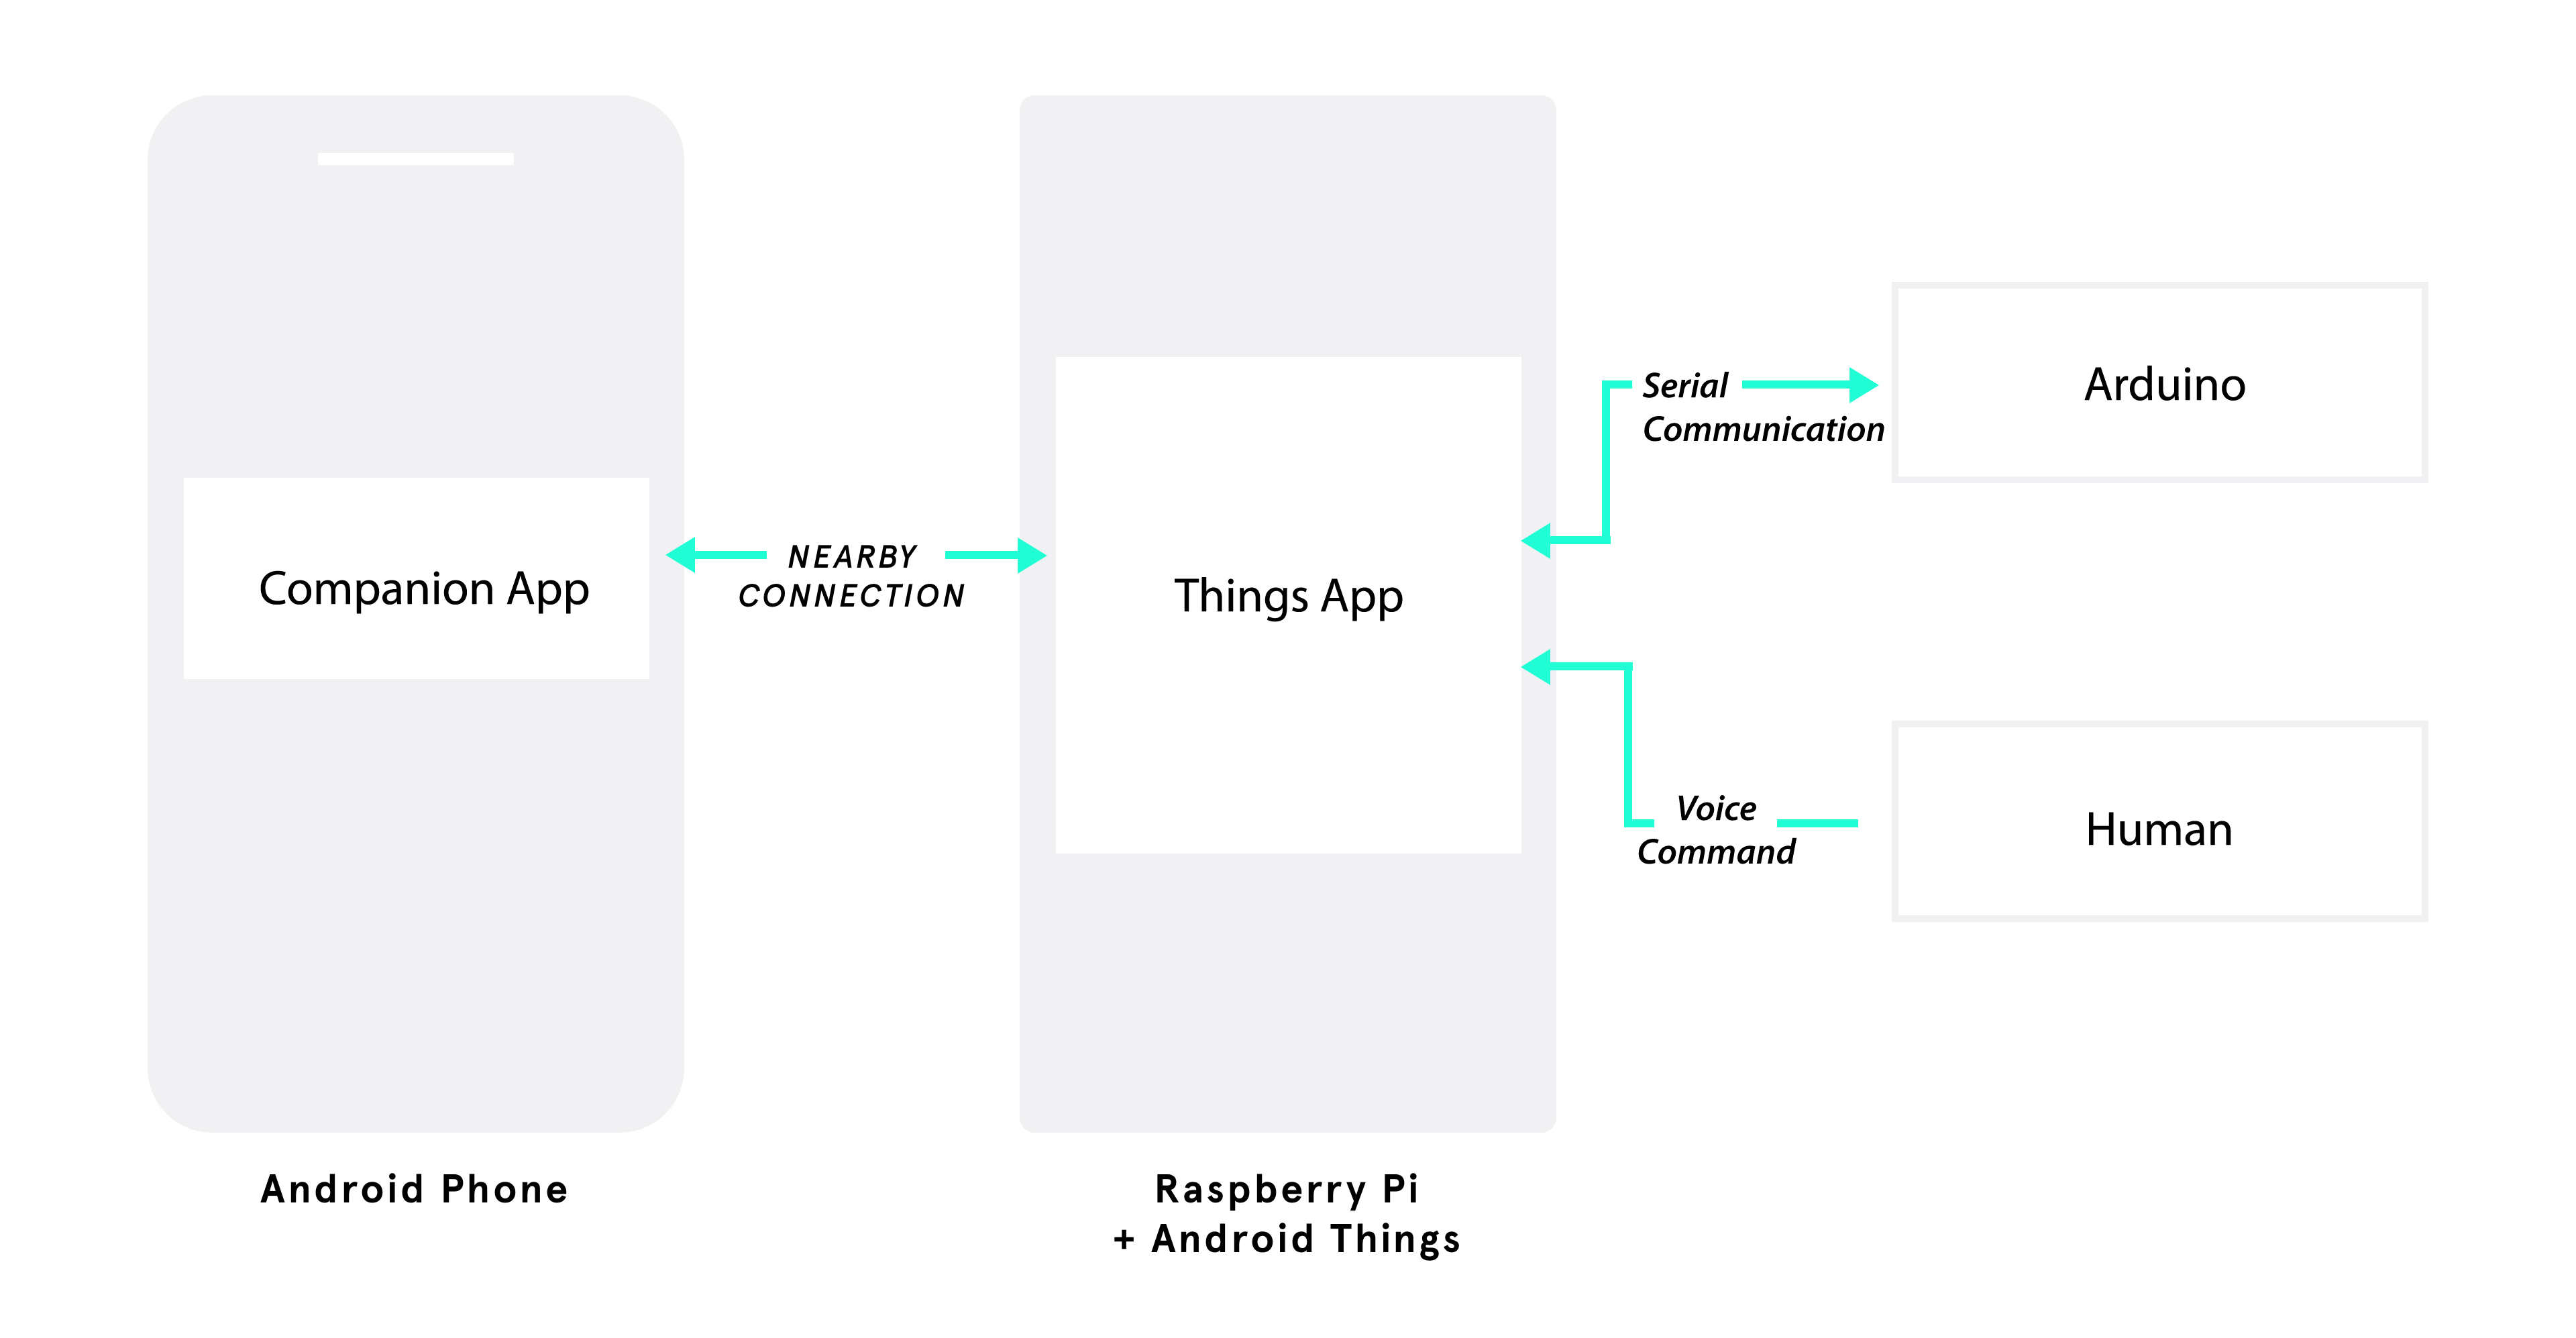 Companion App
NEARBY
CONNECTION
Things App
Serial
Communication
Arduino
Voice
Command
Human
Android Phone
Raspberry Pi
+ Android Things